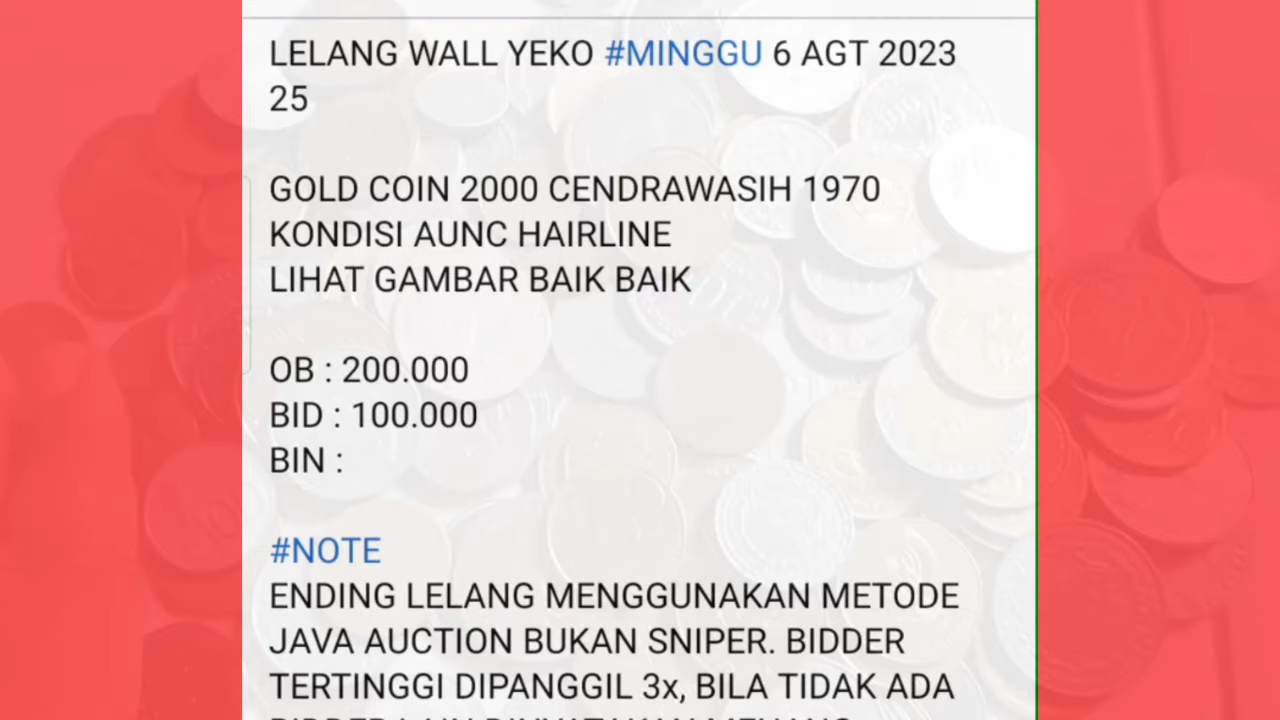 LELANG WALL YEKO #MINGGU 6 AGT 2023
25
GOLD COIN 2000 CENDRAWASIH 1970
KONDISI AUNC HAIRLINE
LIHAT GAMBAR BAIK BAIK
OB : 200.000
BID : 100.000
BIN :
#NOTE
ENDING LELANG MENGGUNAKAN METODE
JAVA AUCTION BUKAN SNIPER. BIDDER
TERTINGGI DIPANGGIL 3x, BILA TIDAK ADA